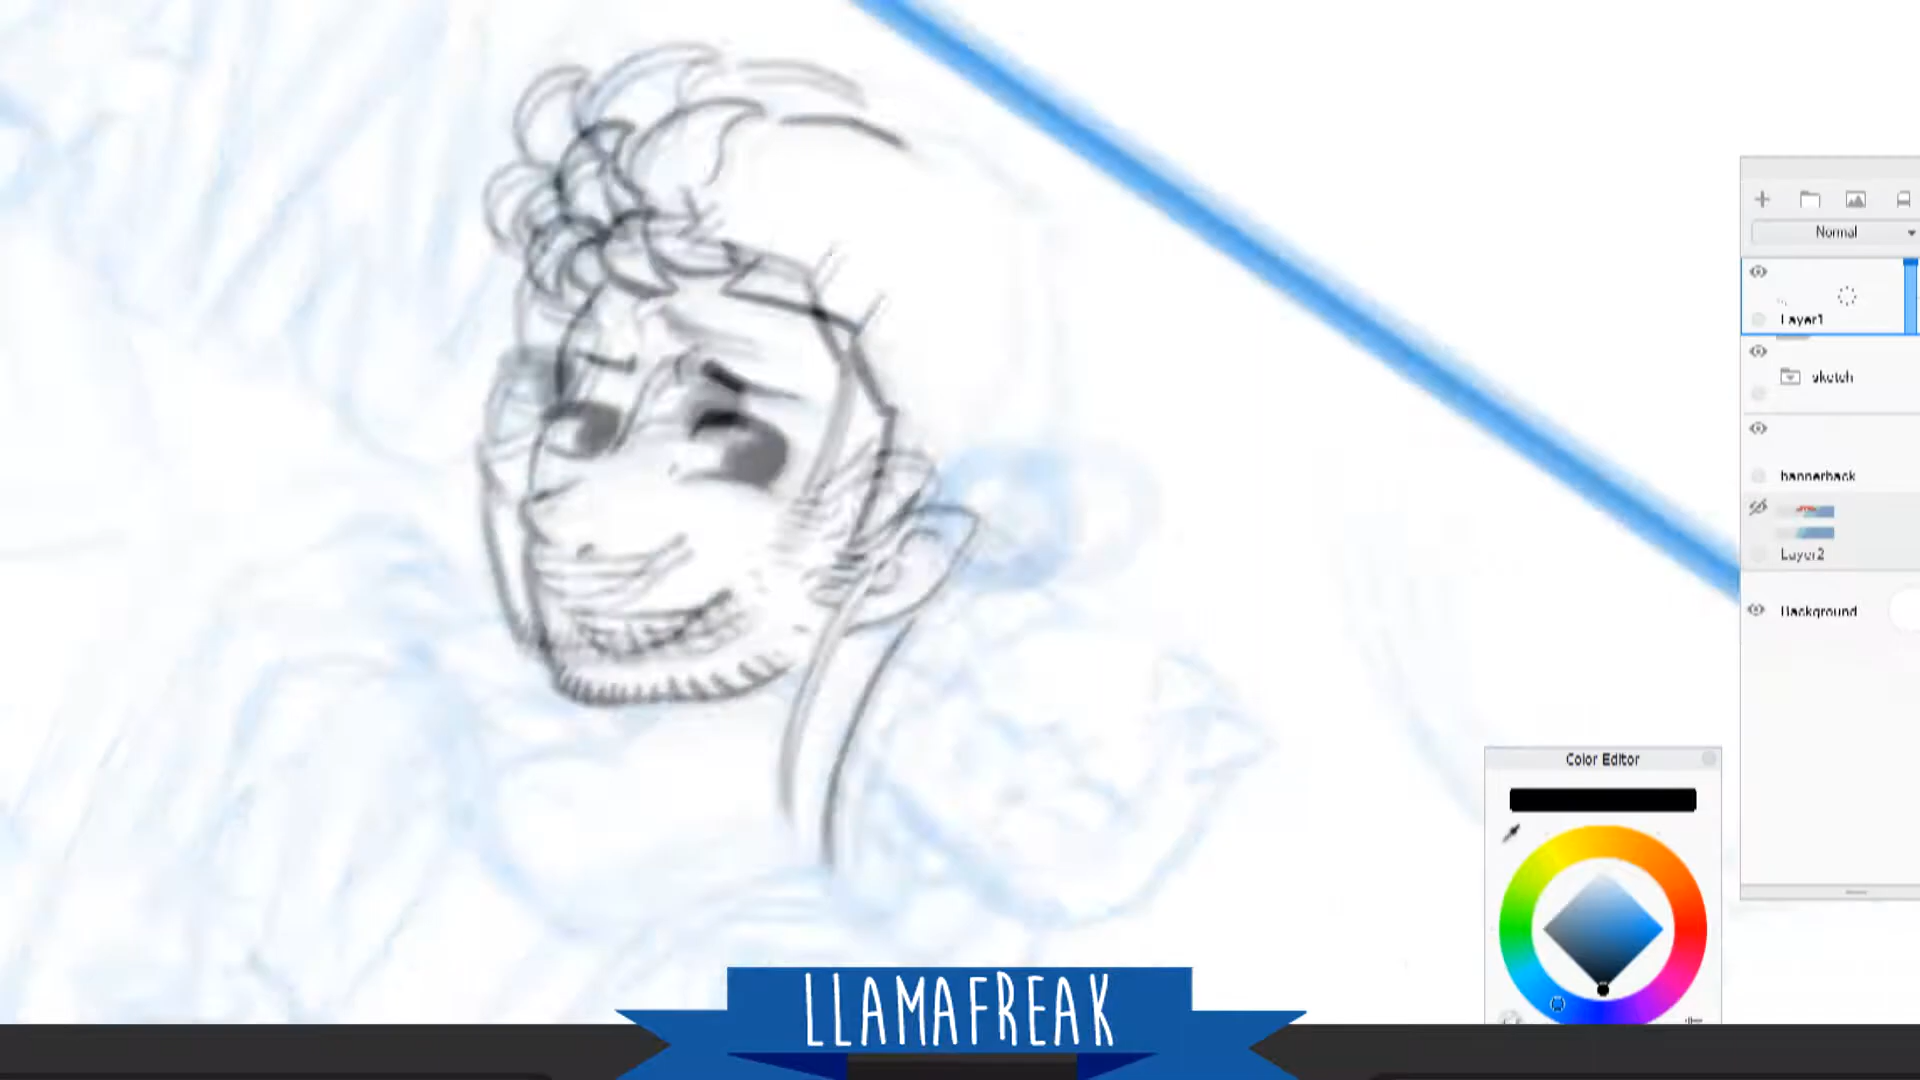 Normal
Layer1
sketch
bannerback
Layer2
Background
Color Editor
LLAMAFREAK